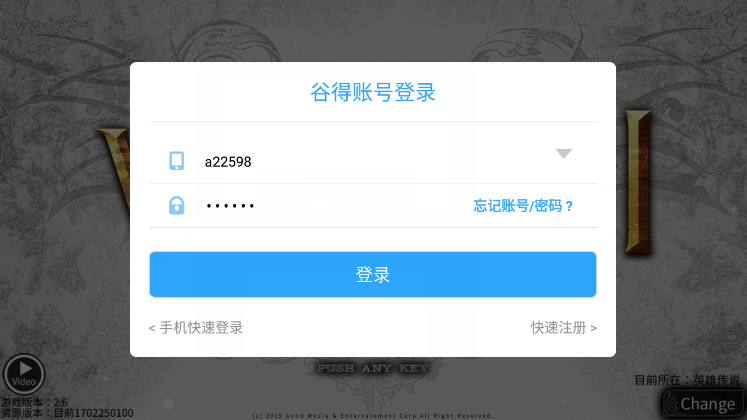 谷得账号登录
a22598
••••••
忘记账号/密码？
登录
< 手机快速登录
快速注册 >
PUSH ANY KEY
Video
目前所在：英雄传说
游戏版本：2.6
Change
资源版本：目前1702250100
(c) 2015 Good Media & Entertainment Corp All Right Reserved.